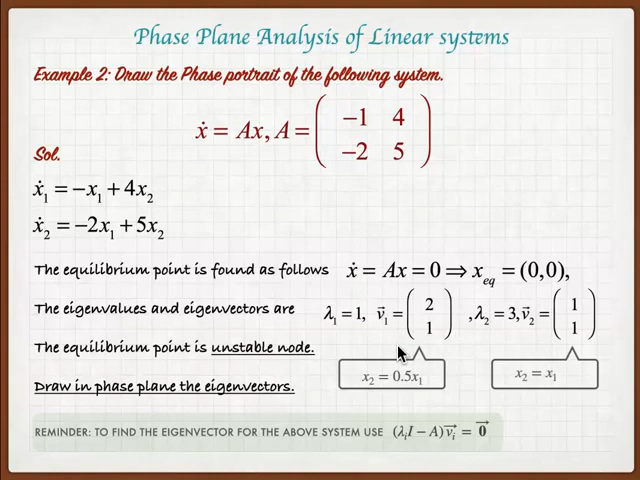 Phase Plane Analysis of Linear systems
Example 2: Draw the Phase portrait of the following system.
ẋ = Ax, A = ( −1 4
−2 5 )
Sol.
ẋ₁ = −x₁ + 4x₂
ẋ₂ = −2x₁ + 5x₂
The equilibrium point is found as follows ẋ = Ax = 0 ⇒ x_eq = (0,0),
The eigenvalues and eigenvectors are λ₁ = 1, v⃗₁ = ( 2 1 ) , λ₂ = 3, v⃗₂ = ( 1 1 )
The equilibrium point is unstable node.
x₂ = 0.5x₁ x₂ = x₁
Draw in phase plane the eigenvectors.
REMINDER: TO FIND THE EIGENVECTOR FOR THE ABOVE SYSTEM USE (λᵢI − A)v⃗ᵢ = 0⃗